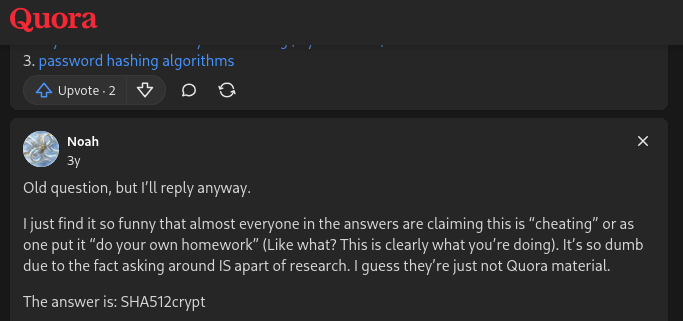 Quora
3. password hashing algorithms
Upvote · 2
Noah
3y
Old question, but I’ll reply anyway.
I just find it so funny that almost everyone in the answers are claiming this is “cheating” or as
one put it “do your own homework” (Like what? This is clearly what you’re doing). It’s so dumb
due to the fact asking around IS apart of research. I guess they’re just not Quora material.
The answer is: SHA512crypt